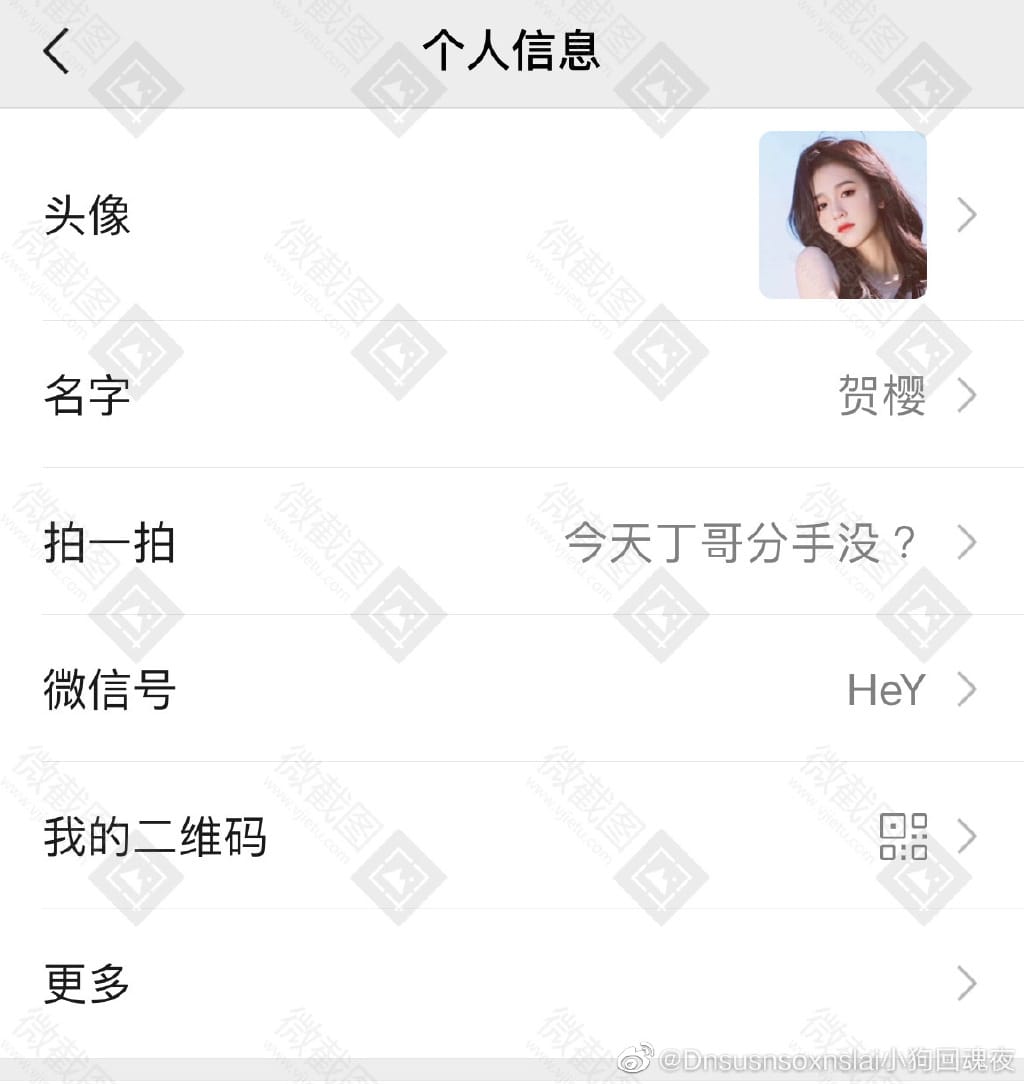 个人信息
头像
名字 贺樱
拍一拍 今天丁哥分手没？
微信号 HeY
我的二维码
更多
微截图
www.vjietu.com
@Dnsusnsoxnslai小狗回魂夜